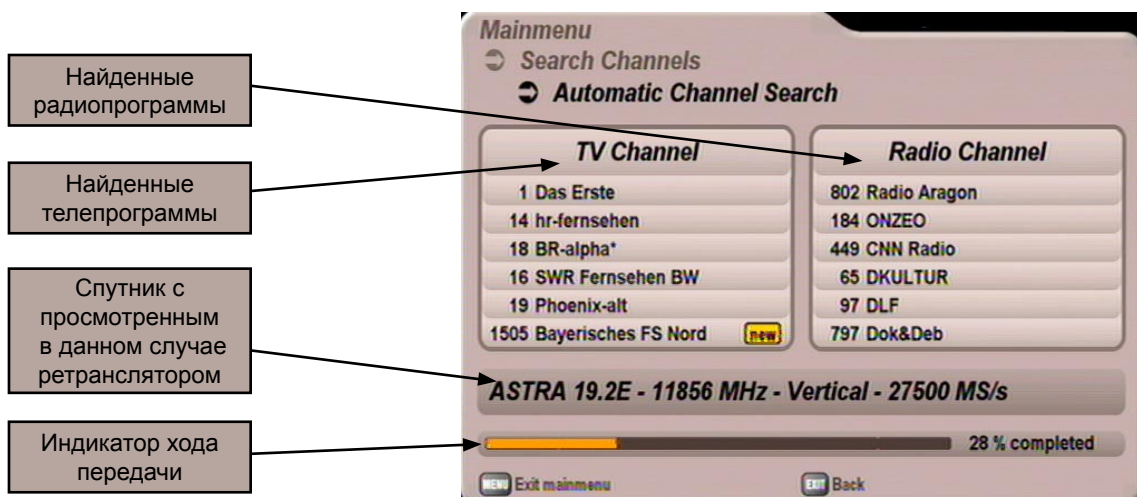 Найденные
радиопрограммы
Найденные
телепрограммы
Спутник с
просмотренным
в данном случае
ретранслятором
Индикатор хода
передачи
Mainmenu
Search Channels
Automatic Channel Search
TV Channel
1 Das Erste
14 hr-fernsehen
18 BR-alpha*
16 SWR Fernsehen BW
19 Phoenix-alt
1505 Bayerisches FS Nord new
Radio Channel
802 Radio Aragon
184 ONZEO
449 CNN Radio
65 DKULTUR
97 DLF
797 Dok&Deb
ASTRA 19.2E - 11856 MHz - Vertical - 27500 MS/s
28 % completed
MENU Exit mainmenu
EXIT Back